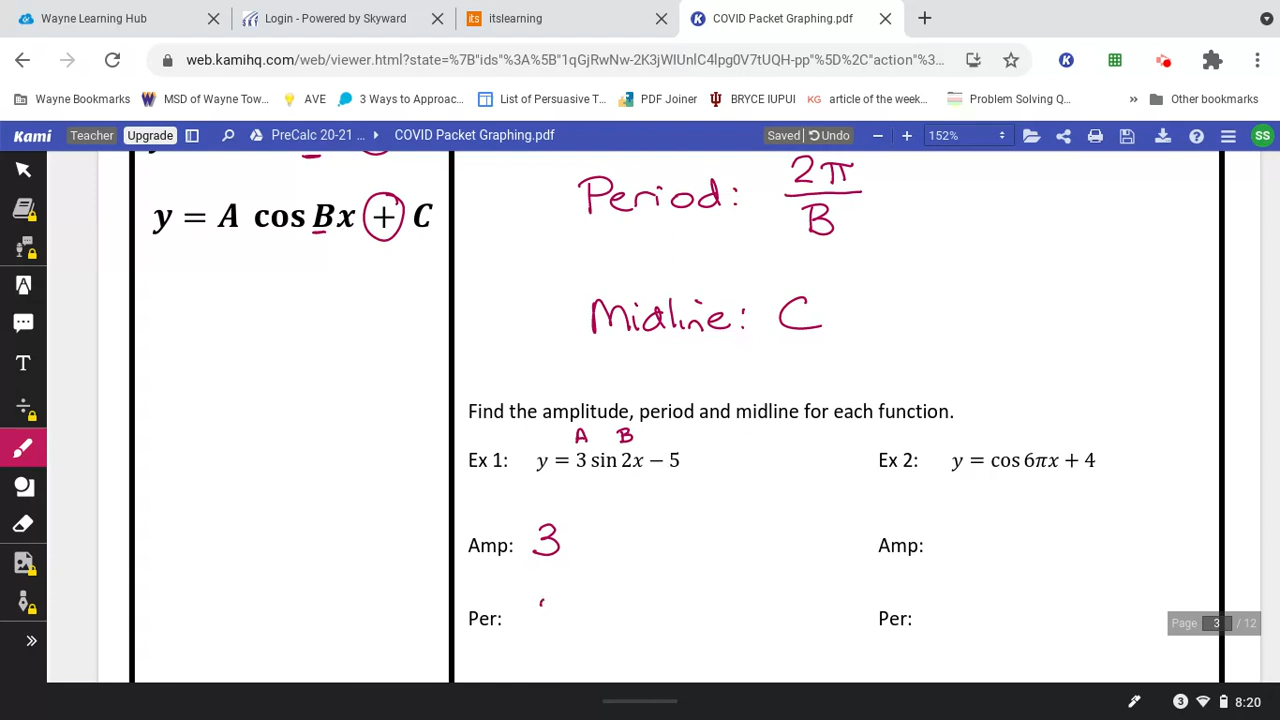 Wayne Learning Hub
Login - Powered by Skyward
itslearning
COVID Packet Graphing.pdf
web.kamihq.com/web/viewer.html?state=%7B"ids"%3A%5B"1qGjRwNw-2K3jWIUnlC4lpg0V7tUQH-pp"%5D%2C"action"%3...
Wayne Bookmarks
MSD of Wayne Tow...
AVE
3 Ways to Approac...
List of Persuasive T...
PDF Joiner
BRYCE IUPUI
KG article of the week...
Problem Solving Q...
» Other bookmarks
Kami Teacher Upgrade
PreCalc 20-21 ...
COVID Packet Graphing.pdf
Saved Undo
152%
SS
Period: 2π/B
y = A cos Bx + C
Midline: C
Find the amplitude, period and midline for each function.
A B
Ex 1: y = 3 sin 2x − 5
Ex 2: y = cos 6πx + 4
Amp: 3
Amp:
Per:
Per:
Page 3 / 12
3 8:20